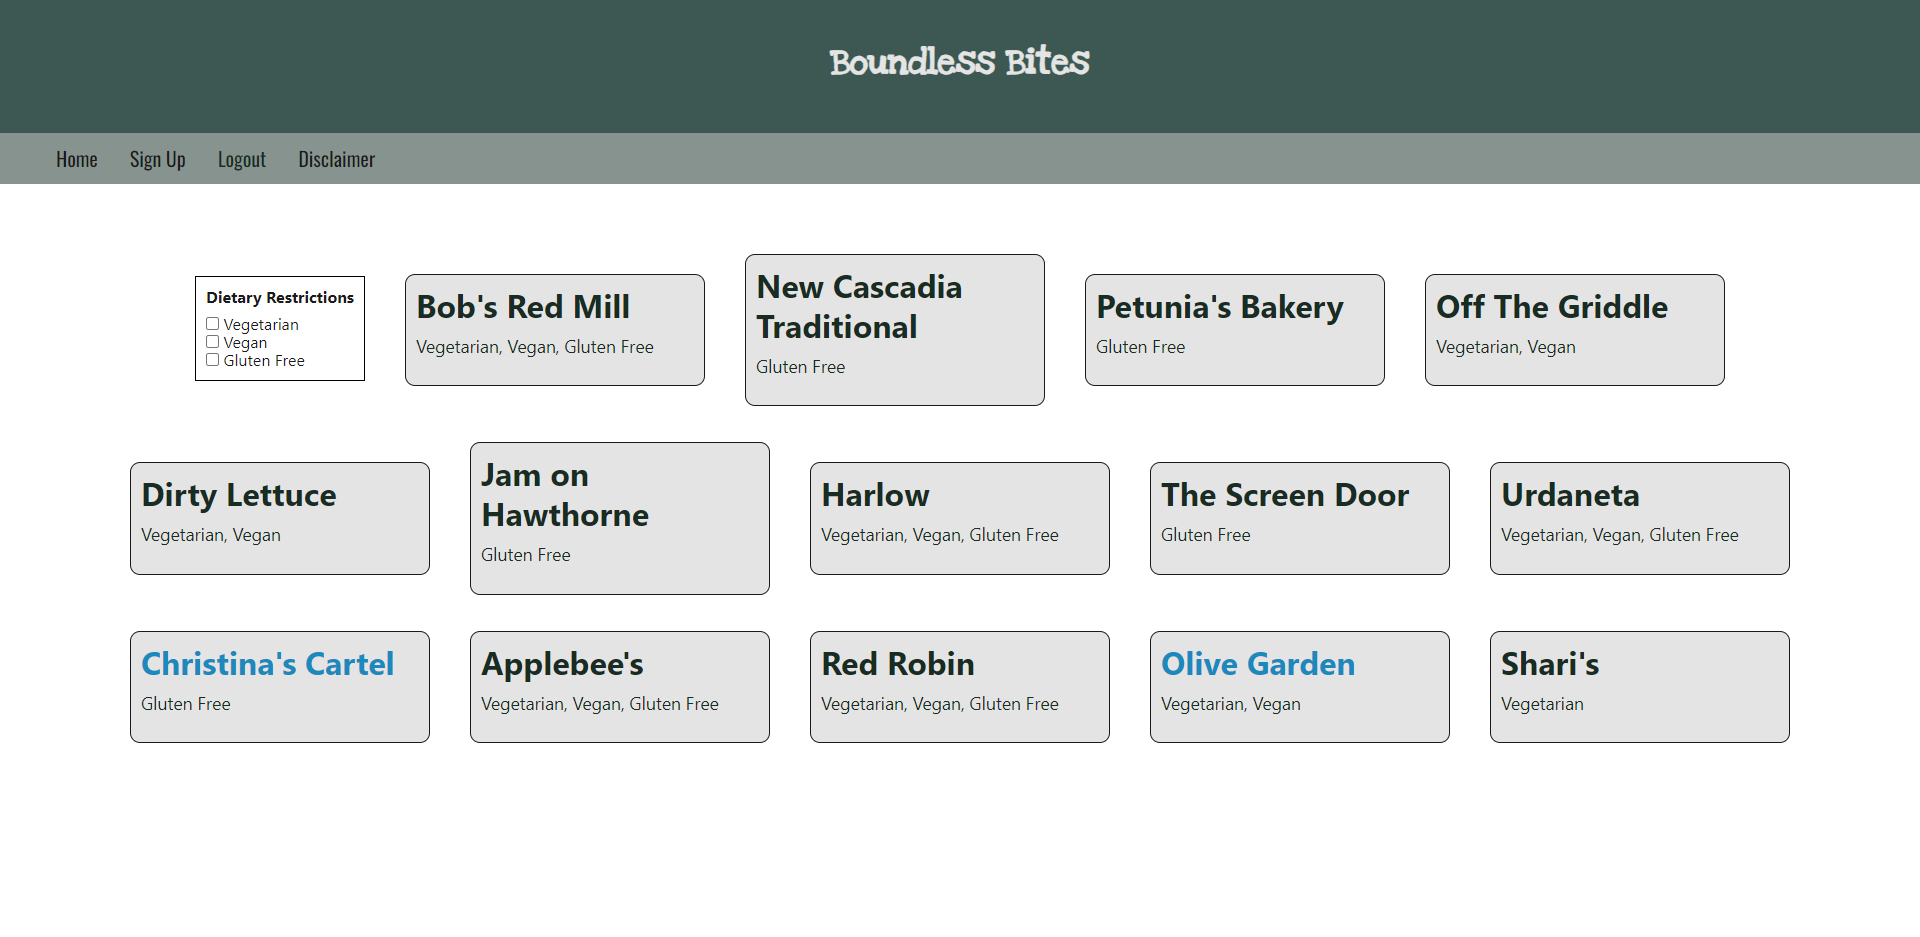 Boundless Bites
Home Sign Up Logout Disclaimer
Dietary Restrictions
Vegetarian
Vegan
Gluten Free
Bob's Red Mill
Vegetarian, Vegan, Gluten Free
New Cascadia
Traditional
Gluten Free
Petunia's Bakery
Gluten Free
Off The Griddle
Vegetarian, Vegan
Dirty Lettuce
Vegetarian, Vegan
Jam on
Hawthorne
Gluten Free
Harlow
Vegetarian, Vegan, Gluten Free
The Screen Door
Gluten Free
Urdaneta
Vegetarian, Vegan, Gluten Free
Christina's Cartel
Gluten Free
Applebee's
Vegetarian, Vegan, Gluten Free
Red Robin
Vegetarian, Vegan, Gluten Free
Olive Garden
Vegetarian, Vegan
Shari's
Vegetarian